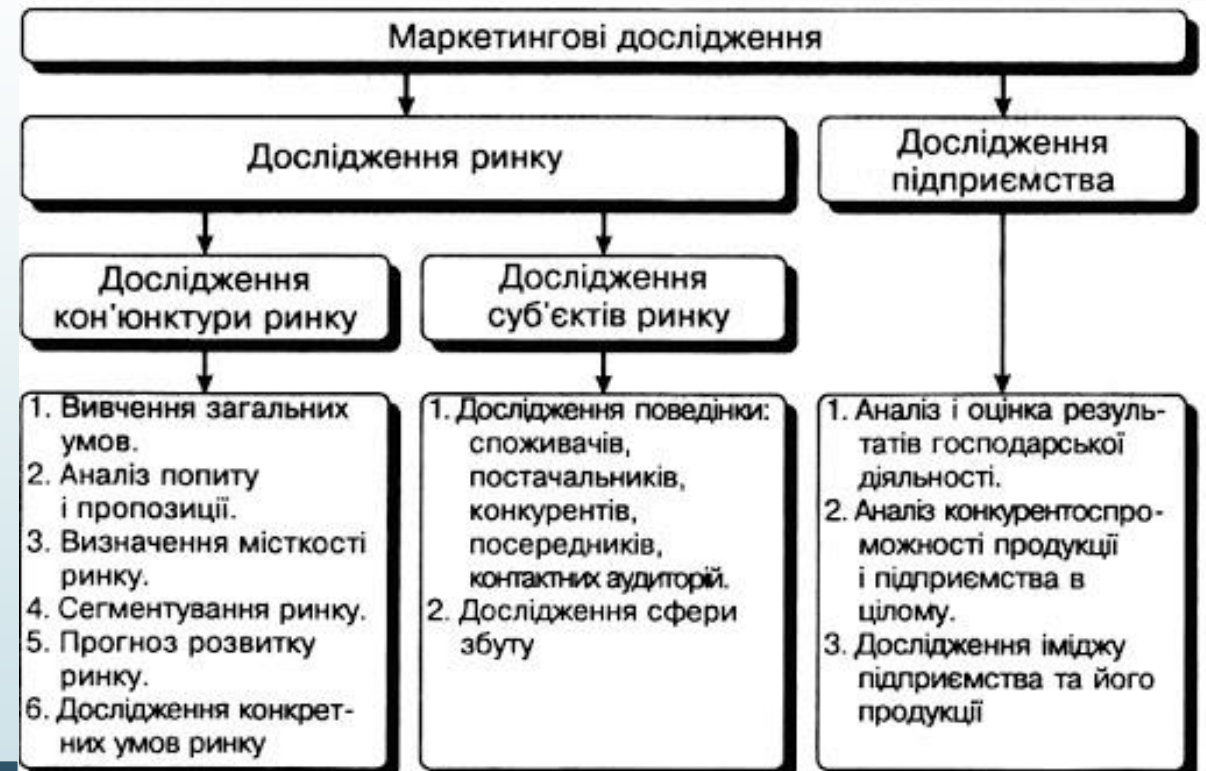 Маркетингові дослідження
Дослідження ринку
Дослідження
підприємства
Дослідження
кон'юнктури ринку
Дослідження
суб'єктів ринку
1. Вивчення загальних
умов.
2. Аналіз попиту
і пропозиції.
3. Визначення місткості
ринку.
4. Сегментування ринку.
5. Прогноз розвитку
ринку.
6. Дослідження конкрет-
них умов ринку
1. Дослідження поведінки:
споживачів,
постачальників,
конкурентів,
посередників,
контактних аудиторій.
2. Дослідження сфери
збуту
1. Аналіз і оцінка резуль-
татів господарської
діяльності.
2. Аналіз конкурентоспро-
можності продукції
і підприємства в
цілому.
3. Дослідження іміджу
підприємства та його
продукції